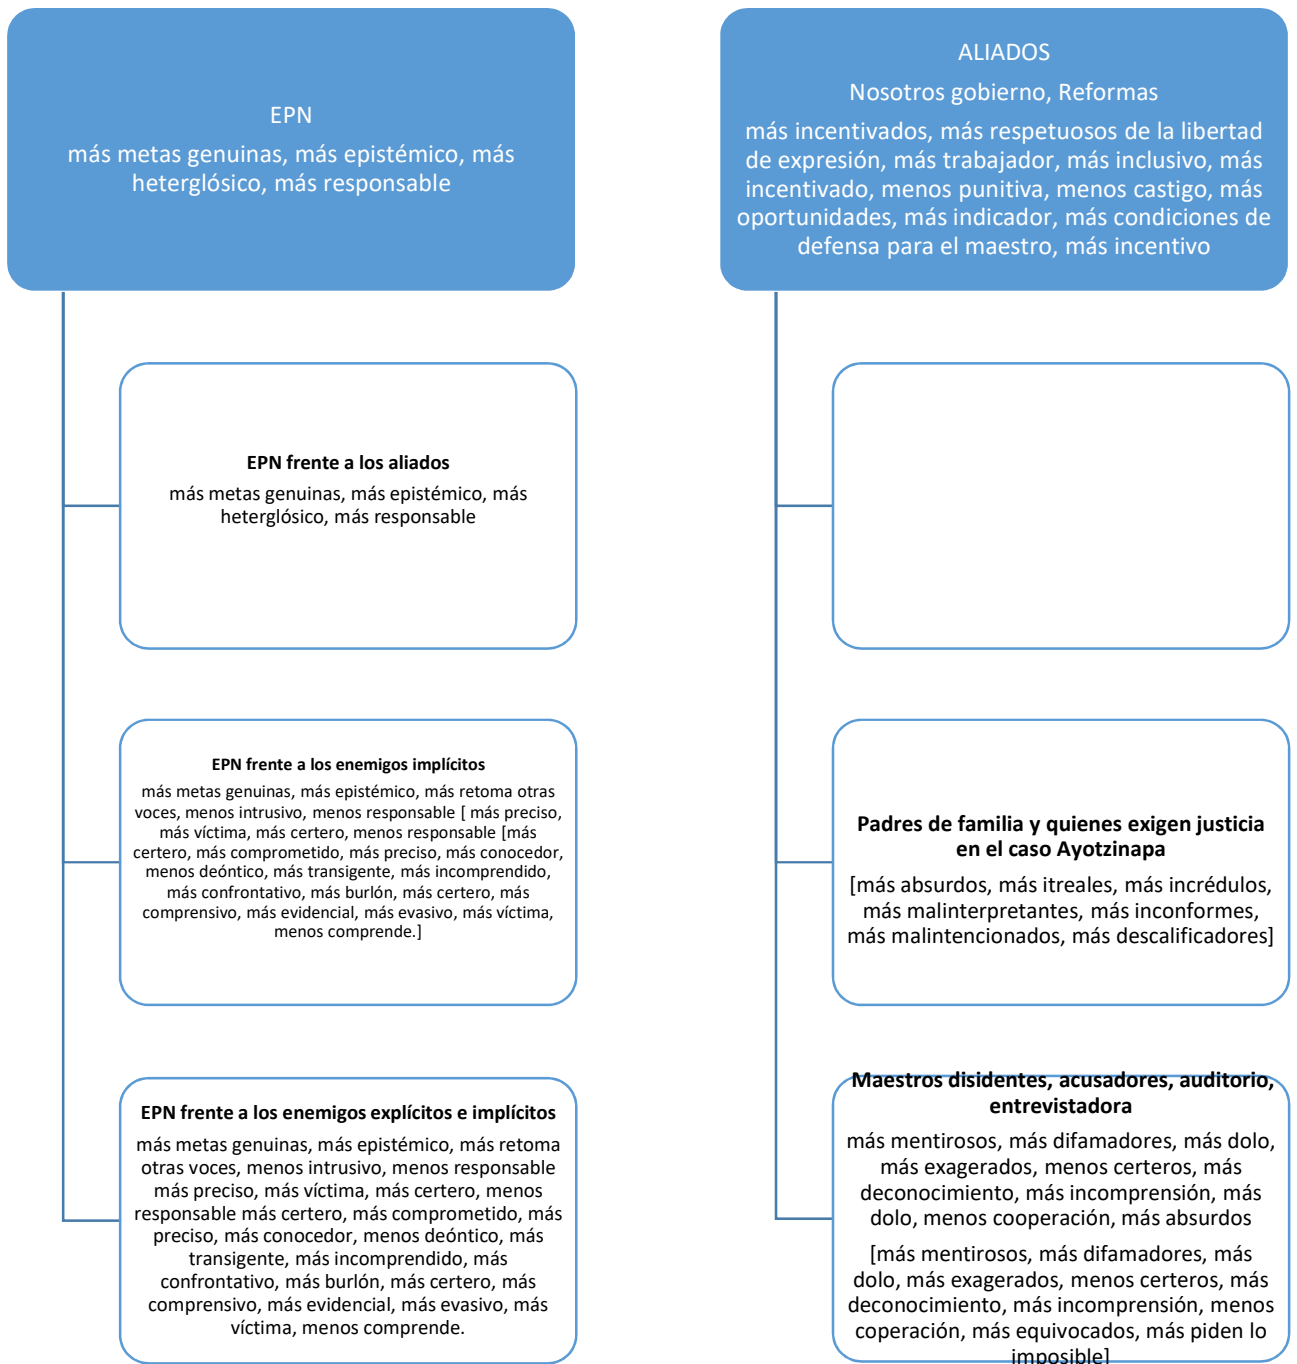 EPN
más metas genuinas, más epistémico, más
heterglósico, más responsable
EPN frente a los aliados
más metas genuinas, más epistémico, más
heterglósico, más responsable
EPN frente a los enemigos implícitos
más metas genuinas, más epistémico, más retoma otras
voces, menos intrusivo, menos responsable [ más preciso,
más víctima, más certero, menos responsable [más
certero, más comprometido, más preciso, más conocedor,
menos deóntico, más transigente, más incomprendido,
más confrontativo, más burlón, más certero, más
comprensivo, más evidencial, más evasivo, más víctima,
menos comprende.]
EPN frente a los enemigos explícitos e implícitos
más metas genuinas, más epistémico, más retoma
otras voces, menos intrusivo, menos responsable
más preciso, más víctima, más certero, menos
responsable más certero, más comprometido, más
preciso, más conocedor, menos deóntico, más
transigente, más incomprendido, más
confrontativo, más burlón, más certero, más
comprensivo, más evidencial, más evasivo, más
víctima, menos comprende.
ALIADOS
Nosotros gobierno, Reformas
más incentivados, más respetuosos de la libertad
de expresión, más trabajador, más inclusivo, más
incentivado, menos punitiva, menos castigo, más
oportunidades, más indicador, más condiciones de
defensa para el maestro, más incentivo
Padres de familia y quienes exigen justicia
en el caso Ayotzinapa
[más absurdos, más itreales, más incrédulos,
más malinterpretantes, más inconformes,
más malintencionados, más descalificadores]
Maestros disidentes, acusadores, auditorio,
entrevistadora
más mentirosos, más difamadores, más dolo,
más exagerados, menos certeros, más
deconocimiento, más incomprensión, más
dolo, menos cooperación, más absurdos
[más mentirosos, más difamadores, más
dolo, más exagerados, menos certeros, más
deconocimiento, más incomprensión, menos
coperación, más equivocados, más piden lo
imposible]